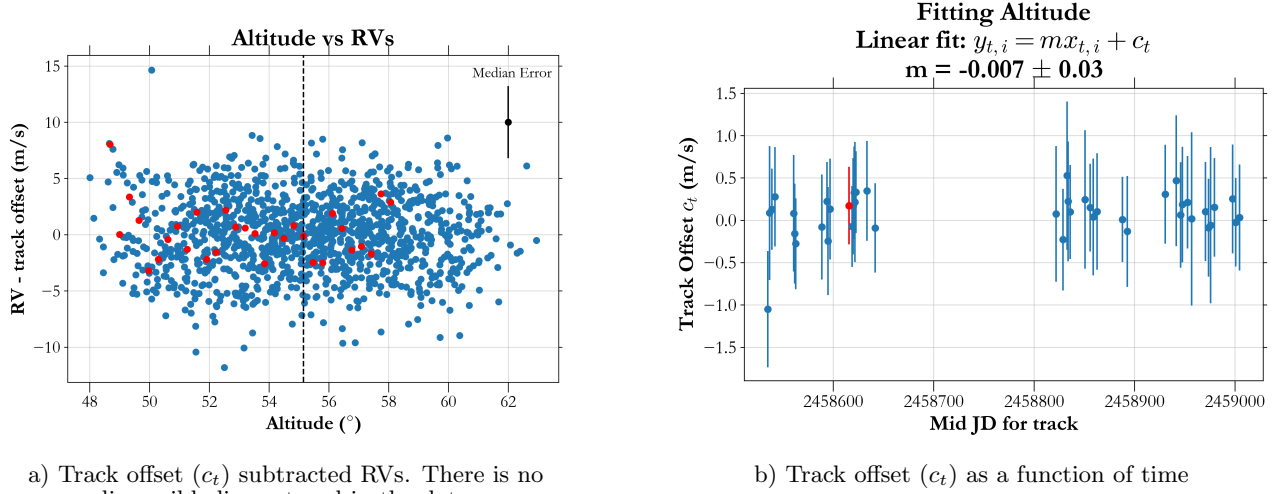 Altitude vs RVs
Median Error
RV - track offset (m/s)
15
10
5
0
−5
−10
48 50 52 54 56 58 60 62
Altitude (°)
a) Track offset (c_t) subtracted RVs. There is no
Fitting Altitude
Linear fit: y_{t, i} = mx_{t, i} + c_t
m = -0.007 ± 0.03
Track Offset c_t (m/s)
1.5
1.0
0.5
0.0
−0.5
−1.0
−1.5
2458600 2458700 2458800 2458900 2459000
Mid JD for track
b) Track offset (c_t) as a function of time